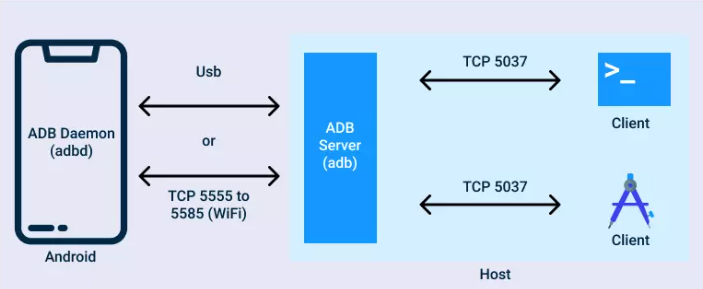 ADB Daemon
(adbd)
Android
Usb
or
TCP 5555 to
5585 (WiFi)
ADB
Server
(adb)
TCP 5037
>_
Client
TCP 5037
Client
Host